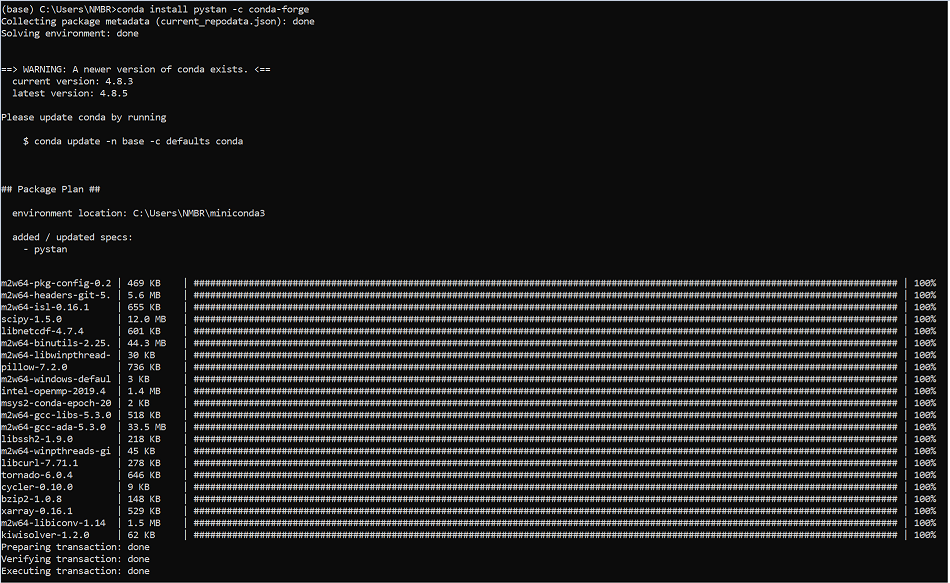 (base) C:\Users\NMBR>conda install pystan -c conda-forge
Collecting package metadata (current_repodata.json): done
Solving environment: done
==> WARNING: A newer version of conda exists. <==
current version: 4.8.3
latest version: 4.8.5
Please update conda by running
$ conda update -n base -c defaults conda
## Package Plan ##
environment location: C:\Users\NMBR\miniconda3
added / updated specs:
- pystan
m2w64-pkg-config-0.2 | 469 KB | ################################################################################ | 100%
m2w64-headers-git-5. | 5.6 MB | ################################################################################ | 100%
m2w64-isl-0.16.1 | 655 KB | ################################################################################ | 100%
scipy-1.5.0 | 12.0 MB | ################################################################################ | 100%
libnetcdf-4.7.4 | 601 KB | ################################################################################ | 100%
m2w64-binutils-2.25. | 44.3 MB | ################################################################################ | 100%
m2w64-libwinpthread- | 30 KB | ################################################################################ | 100%
pillow-7.2.0 | 736 KB | ################################################################################ | 100%
m2w64-windows-defaul | 3 KB | ################################################################################ | 100%
intel-openmp-2019.4 | 1.4 MB | ################################################################################ | 100%
msys2-conda-epoch-20 | 2 KB | ################################################################################ | 100%
m2w64-gcc-libs-5.3.0 | 518 KB | ################################################################################ | 100%
m2w64-gcc-ada-5.3.0 | 33.5 MB | ################################################################################ | 100%
libssh2-1.9.0 | 218 KB | ################################################################################ | 100%
m2w64-winpthreads-gi | 45 KB | ################################################################################ | 100%
libcurl-7.71.1 | 278 KB | ################################################################################ | 100%
tornado-6.0.4 | 646 KB | ################################################################################ | 100%
cycler-0.10.0 | 9 KB | ################################################################################ | 100%
bzip2-1.0.8 | 148 KB | ################################################################################ | 100%
xarray-0.16.1 | 529 KB | ################################################################################ | 100%
m2w64-libiconv-1.14 | 1.5 MB | ################################################################################ | 100%
kiwisolver-1.2.0 | 62 KB | ################################################################################ | 100%
Preparing transaction: done
Verifying transaction: done
Executing transaction: done